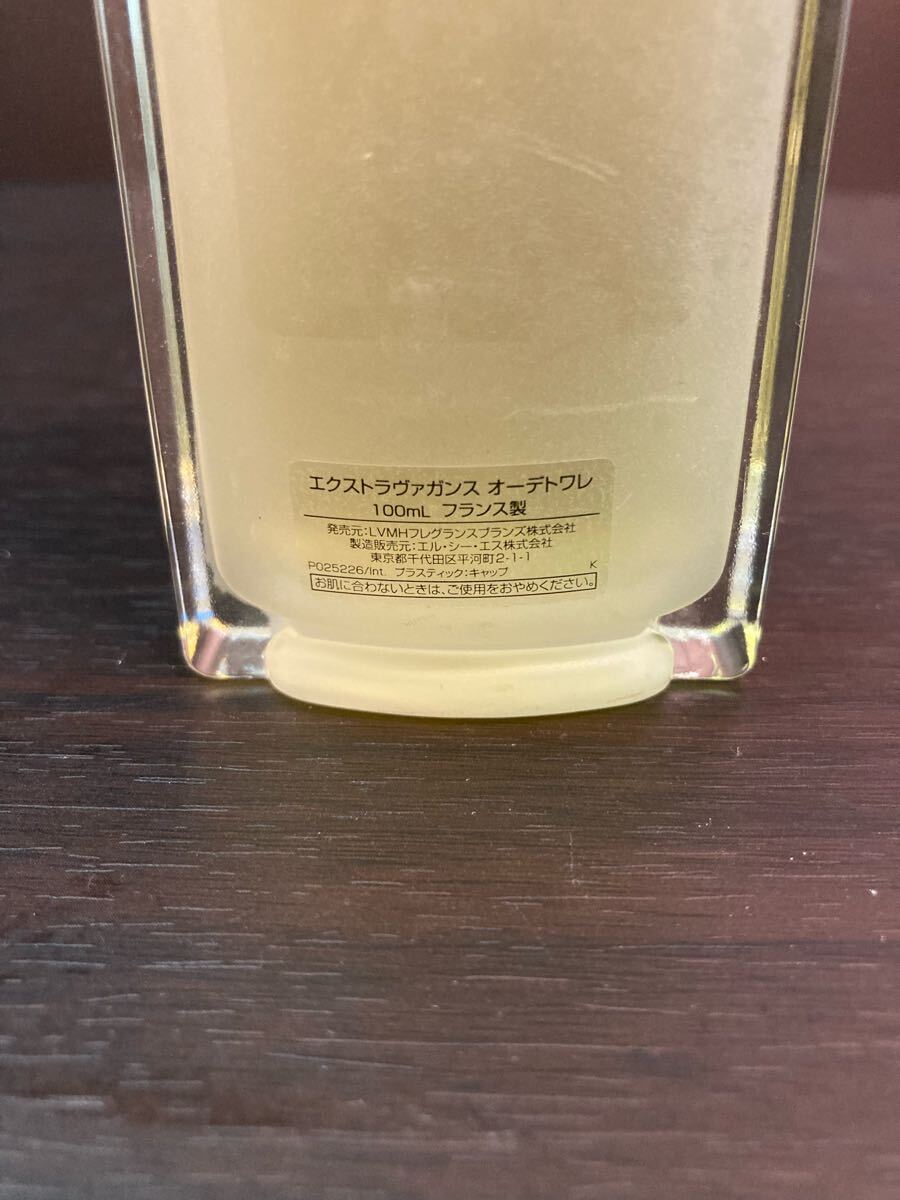 エクストラヴァガンス オーデトワレ
100mL フランス製
発売元:LVMHフレグランスブランズ株式会社
製造販売元:エル・シー・エス株式会社
東京都千代田区平河町2-1-1
P025226/Int. プラスティック:キャップ K
お肌に合わないときは、ご使用をおやめください。